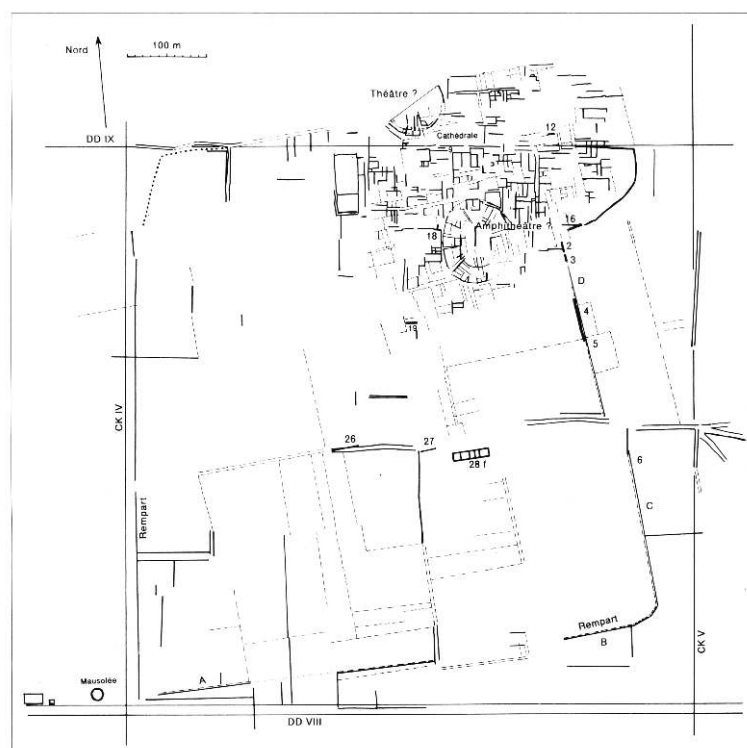 Nord
100 m
Théâtre ?
Cathédrale
9
12
DD IX
16
Amphithéâtre ?
18
2
3
D
4
19
5
CK IV
26
27
28 f
6
Rempart
C
Rempart
B
CK V
A
Mausolée
DD VIII